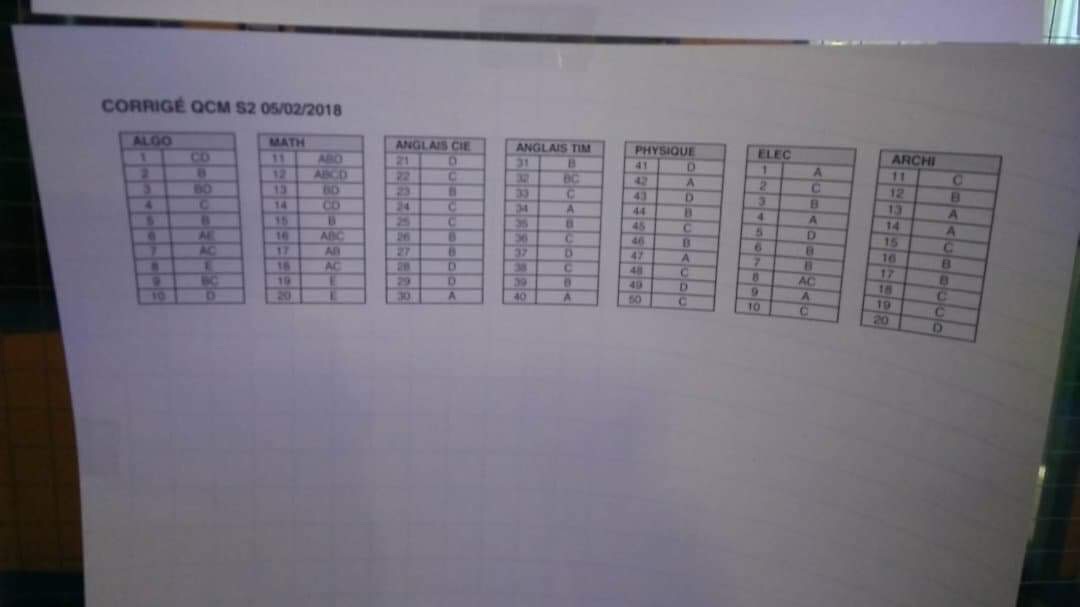 CORRIGÉ QCM S2 05/02/2018
ALGO
1 CD
2 B
3 BD
4 C
5 B
6 AE
7 AC
8 E
9 BC
10 D
MATH
11 ABD
12 ABCD
13 BD
14 CD
15 B
16 ABC
17 AB
18 AC
19 E
20 E
ANGLAIS CIE
21 D
22 C
23 B
24 C
25 C
26 B
27 B
28 D
29 D
30 A
ANGLAIS TIM
31 B
32 BC
33 C
34 A
35 B
36 C
37 D
38 C
39 B
40 A
PHYSIQUE
41 D
42 A
43 D
44 B
45 C
46 B
47 A
48 C
49 D
50 C
ELEC
1 A
2 C
3 B
4 A
5 D
6 B
7 B
8 AC
9 A
10 C
ARCHI
11 C
12 B
13 A
14 A
15 C
16 B
17 B
18 C
19 C
20 D